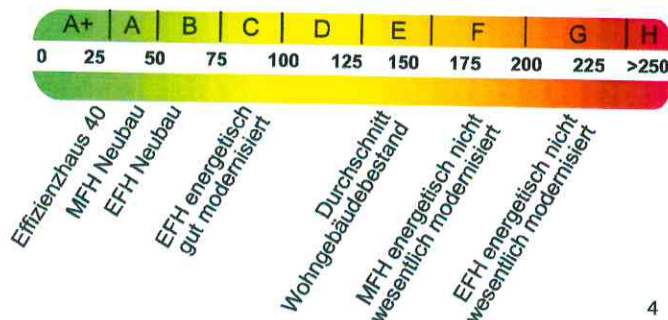 A+ A B C D E F G H
0 25 50 75 100 125 150 175 200 225 >250
Effizienzhaus 40
MFH Neubau
EFH Neubau
EFH energetisch
gut modernisiert
Durchschnitt
Wohngebäudebestand
MFH energetisch nicht
wesentlich modernisiert
EFH energetisch nicht
wesentlich modernisiert
4